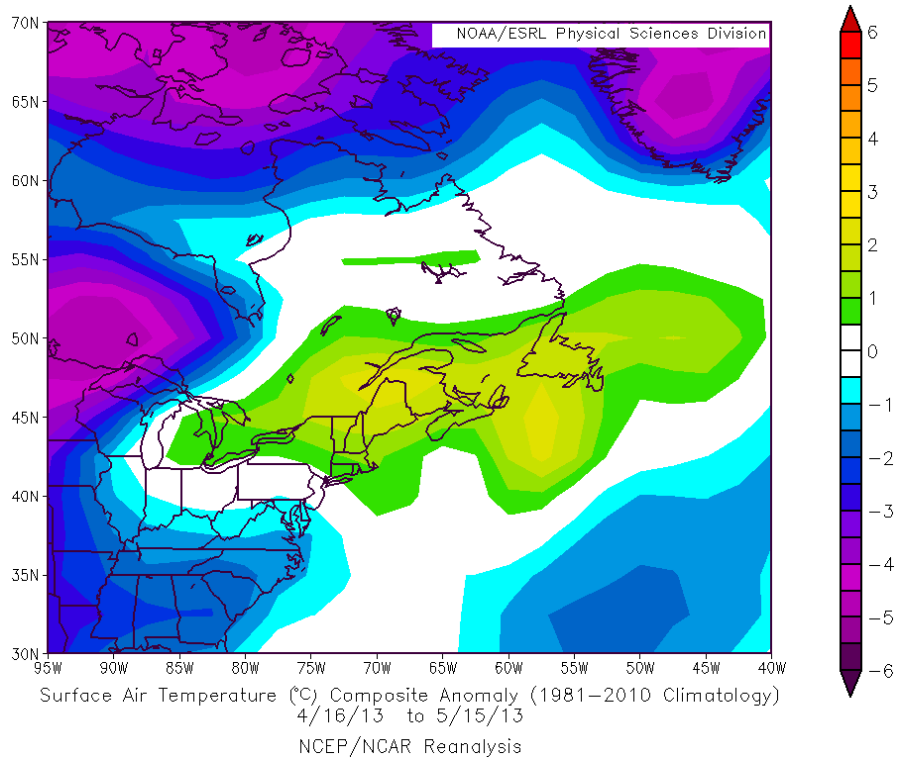 70N
NOAA/ESRL Physical Sciences Division
65N
60N
55N
50N
45N
40N
35N
30N
95W 90W 85W 80W 75W 70W 65W 60W 55W 50W 45W 40W
6
5
4
3
2
1
0
−1
−2
−3
−4
−5
−6
Surface Air Temperature (°C) Composite Anomaly (1981−2010 Climatology)
4/16/13 to 5/15/13
NCEP/NCAR Reanalysis